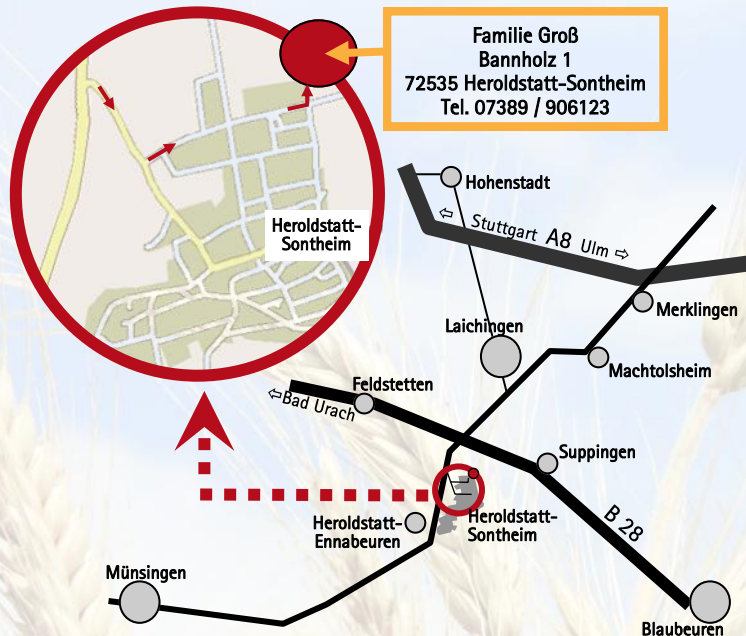 Familie Groß
Bannholz 1
72535 Heroldstatt-Sontheim
Tel. 07389 / 906123
Hohenstadt
Heroldstatt-
Sontheim
⇦ Stuttgart A8 Ulm ⇨
Merklingen
Laichingen
Machtolsheim
Feldstetten
⇦Bad Urach
Suppingen
Heroldstatt-
Sontheim
Heroldstatt-
Ennabeuren
B 28
Münsingen
Blaubeuren